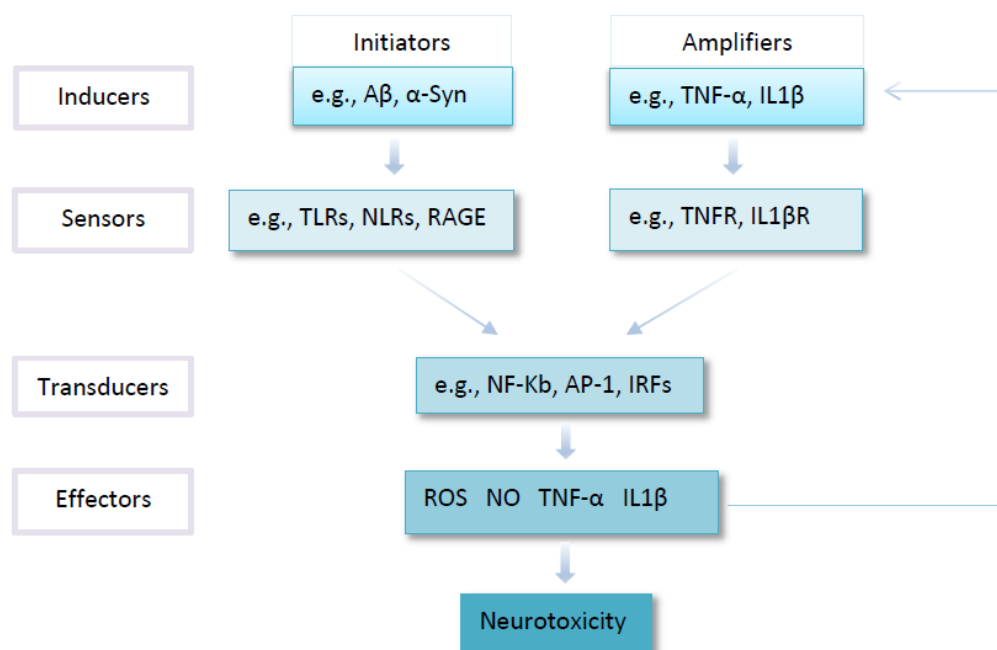 Initiators
Amplifiers
Inducers
e.g., Aβ, α-Syn
e.g., TNF-α, IL1β
Sensors
e.g., TLRs, NLRs, RAGE
e.g., TNFR, IL1βR
Transducers
e.g., NF-Kb, AP-1, IRFs
Effectors
ROS NO TNF-α IL1β
Neurotoxicity